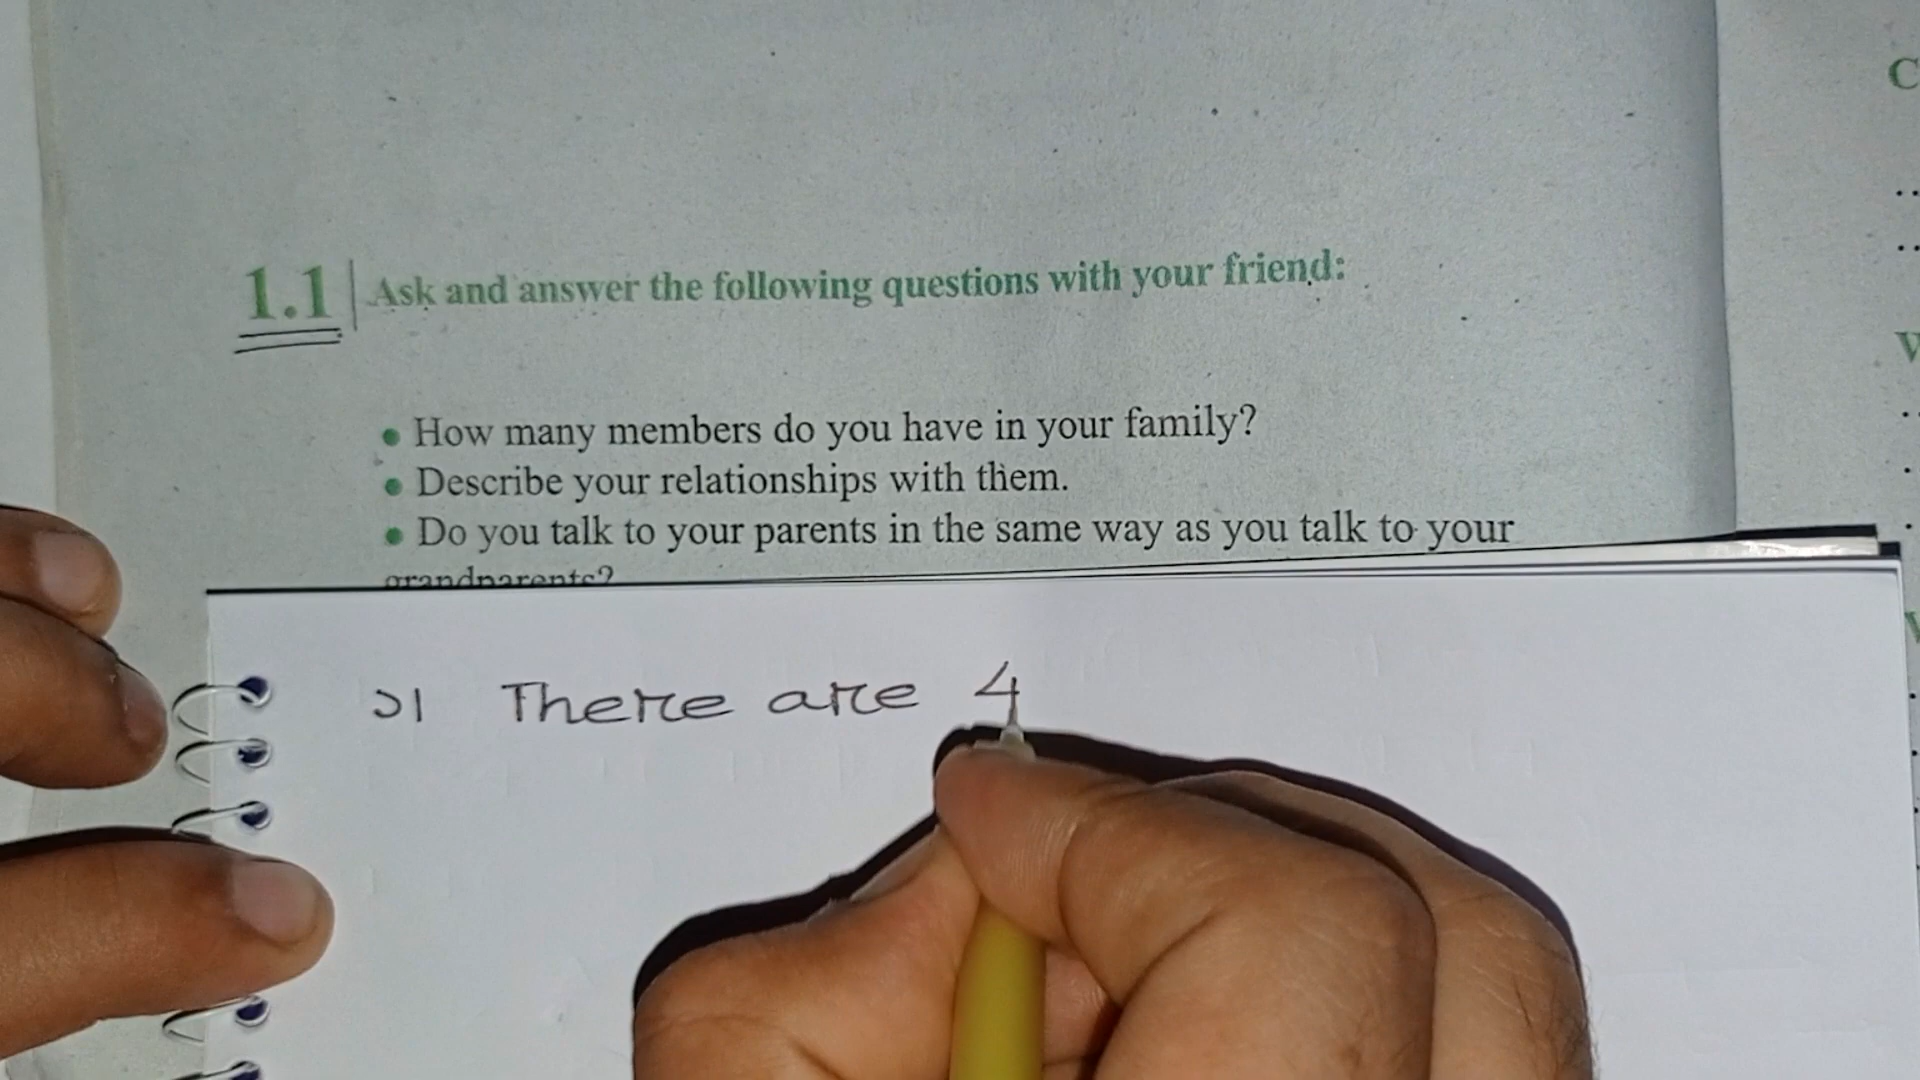 1.1 Ask and answer the following questions with your friend:
• How many members do you have in your family?
• Describe your relationships with them.
• Do you talk to your parents in the same way as you talk to your
grandparents?
১। There are 4